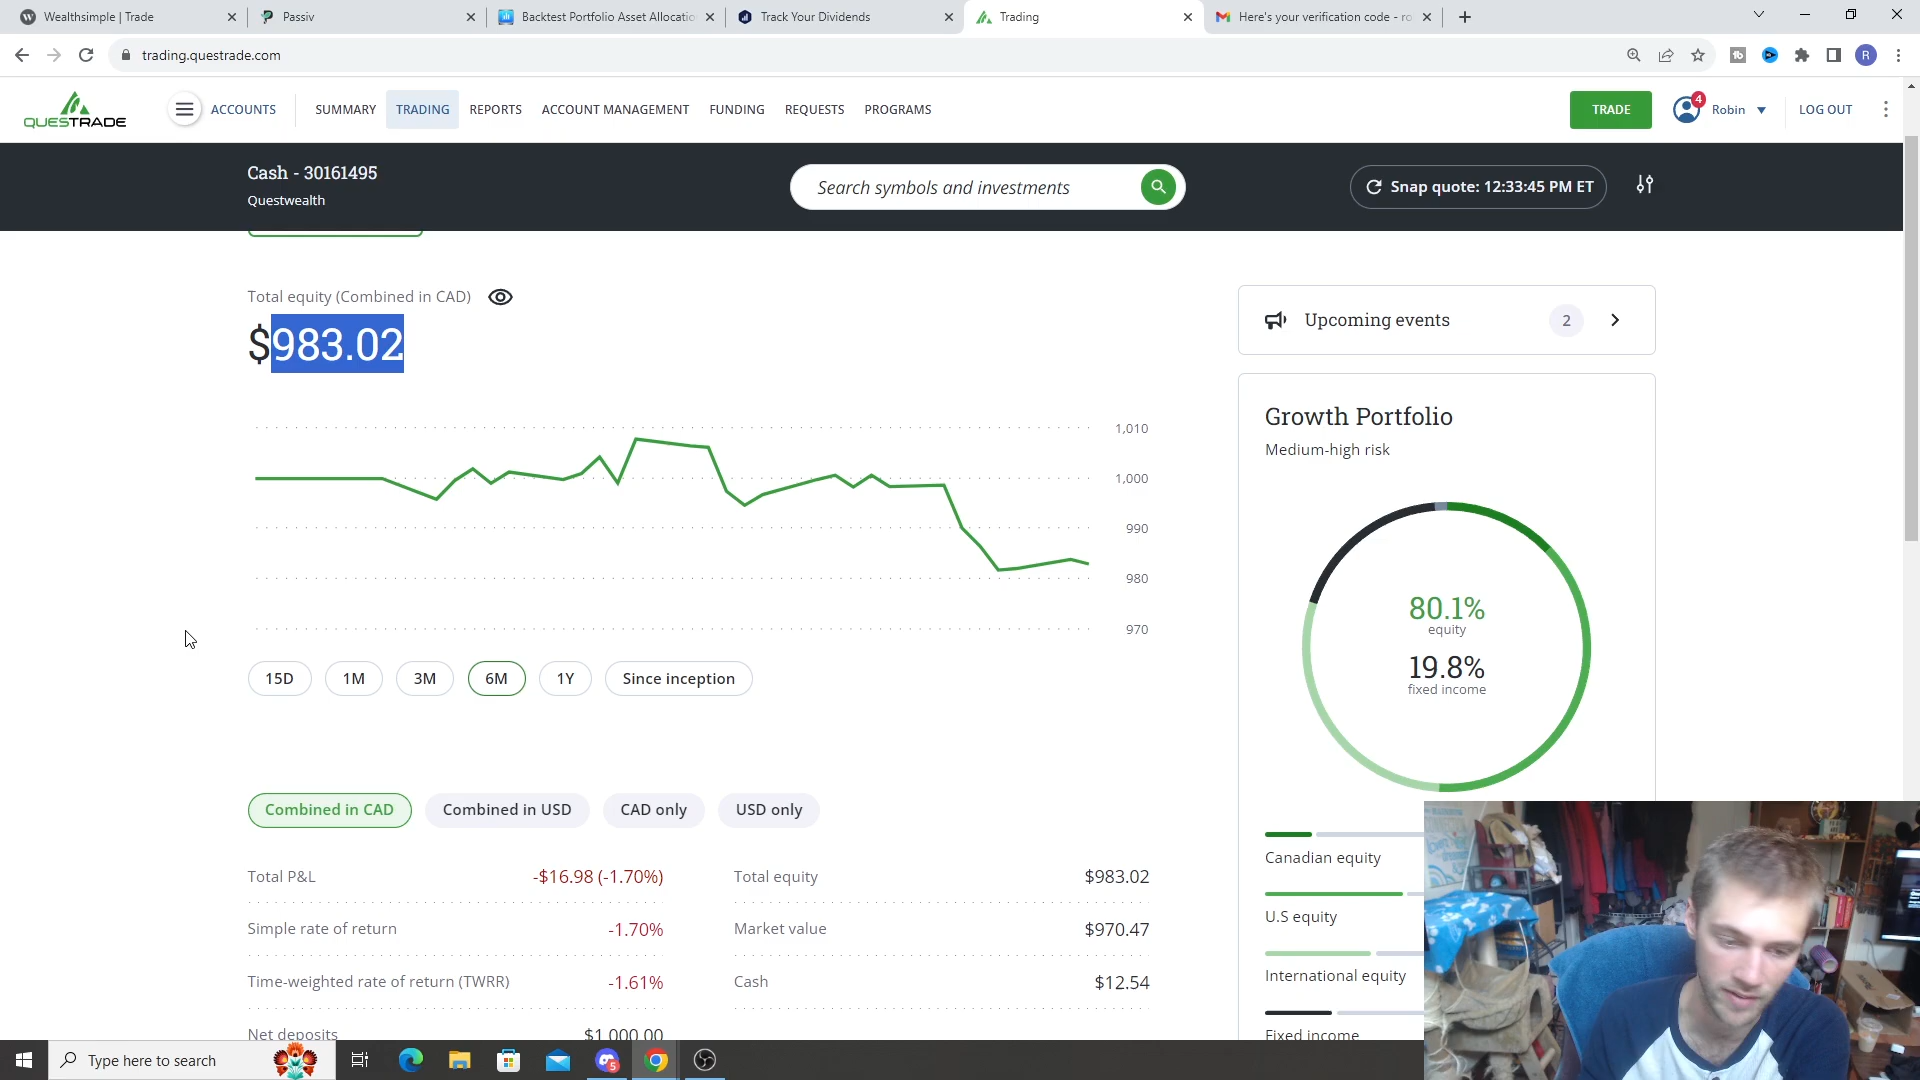 Wealthsimple | Trade
Passiv
Backtest Portfolio Asset Allocatio
Track Your Dividends
Trading
Here's your verification code - ro
trading.questrade.com
R
QUESTRADE
ACCOUNTS
SUMMARY
TRADING
REPORTS
ACCOUNT MANAGEMENT
FUNDING
REQUESTS
PROGRAMS
TRADE
4
Robin
LOG OUT
Cash - 30161495
Questwealth
Search symbols and investments
Snap quote: 12:33:45 PM ET
Total equity (Combined in CAD)
$983.02
1,010
1,000
990
980
970
15D
1M
3M
6M
1Y
Since inception
Combined in CAD
Combined in USD
CAD only
USD only
Total P&L
-$16.98 (-1.70%)
Simple rate of return
-1.70%
Time-weighted rate of return (TWRR)
-1.61%
Net deposits
$1,000.00
Total equity
$983.02
Market value
$970.47
Cash
$12.54
Upcoming events
2
Growth Portfolio
Medium-high risk
80.1%
equity
19.8%
fixed income
Canadian equity
U.S equity
International equity
Fixed income
Type here to search
5